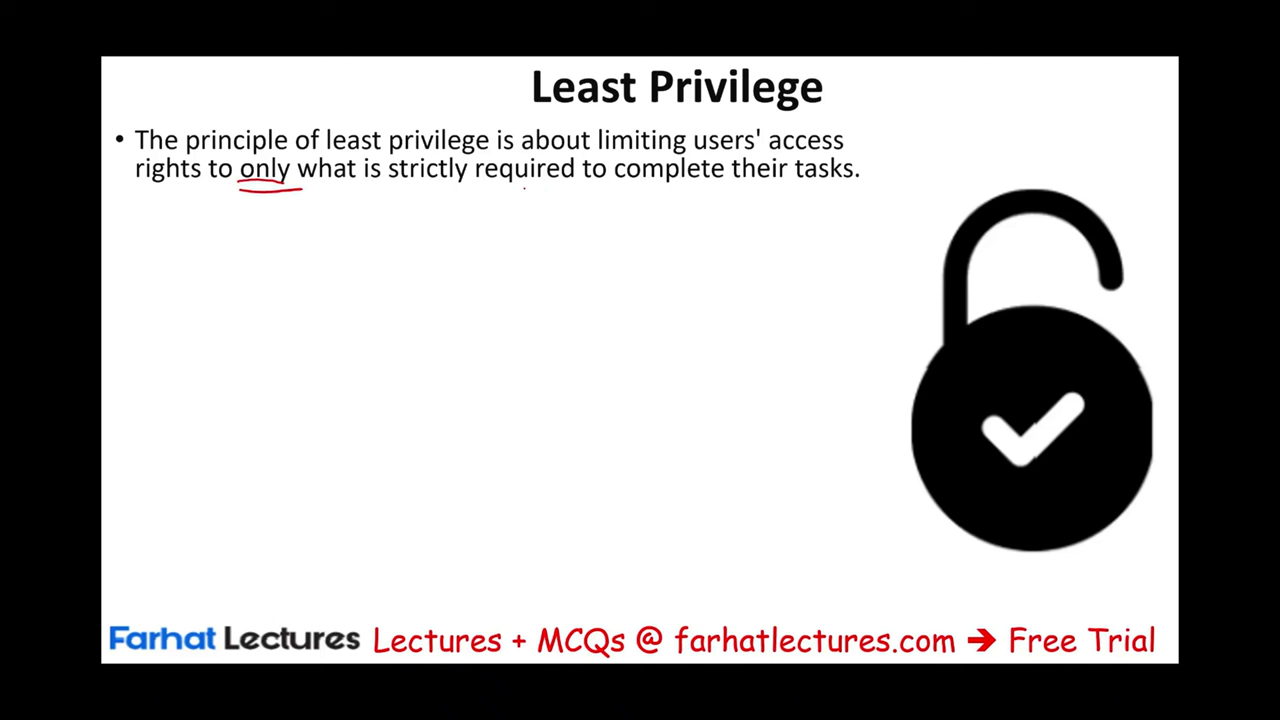 Least Privilege
• The principle of least privilege is about limiting users' access
rights to only what is strictly required to complete their tasks.
Farhat Lectures Lectures + MCQs @ farhatlectures.com ➔ Free Trial